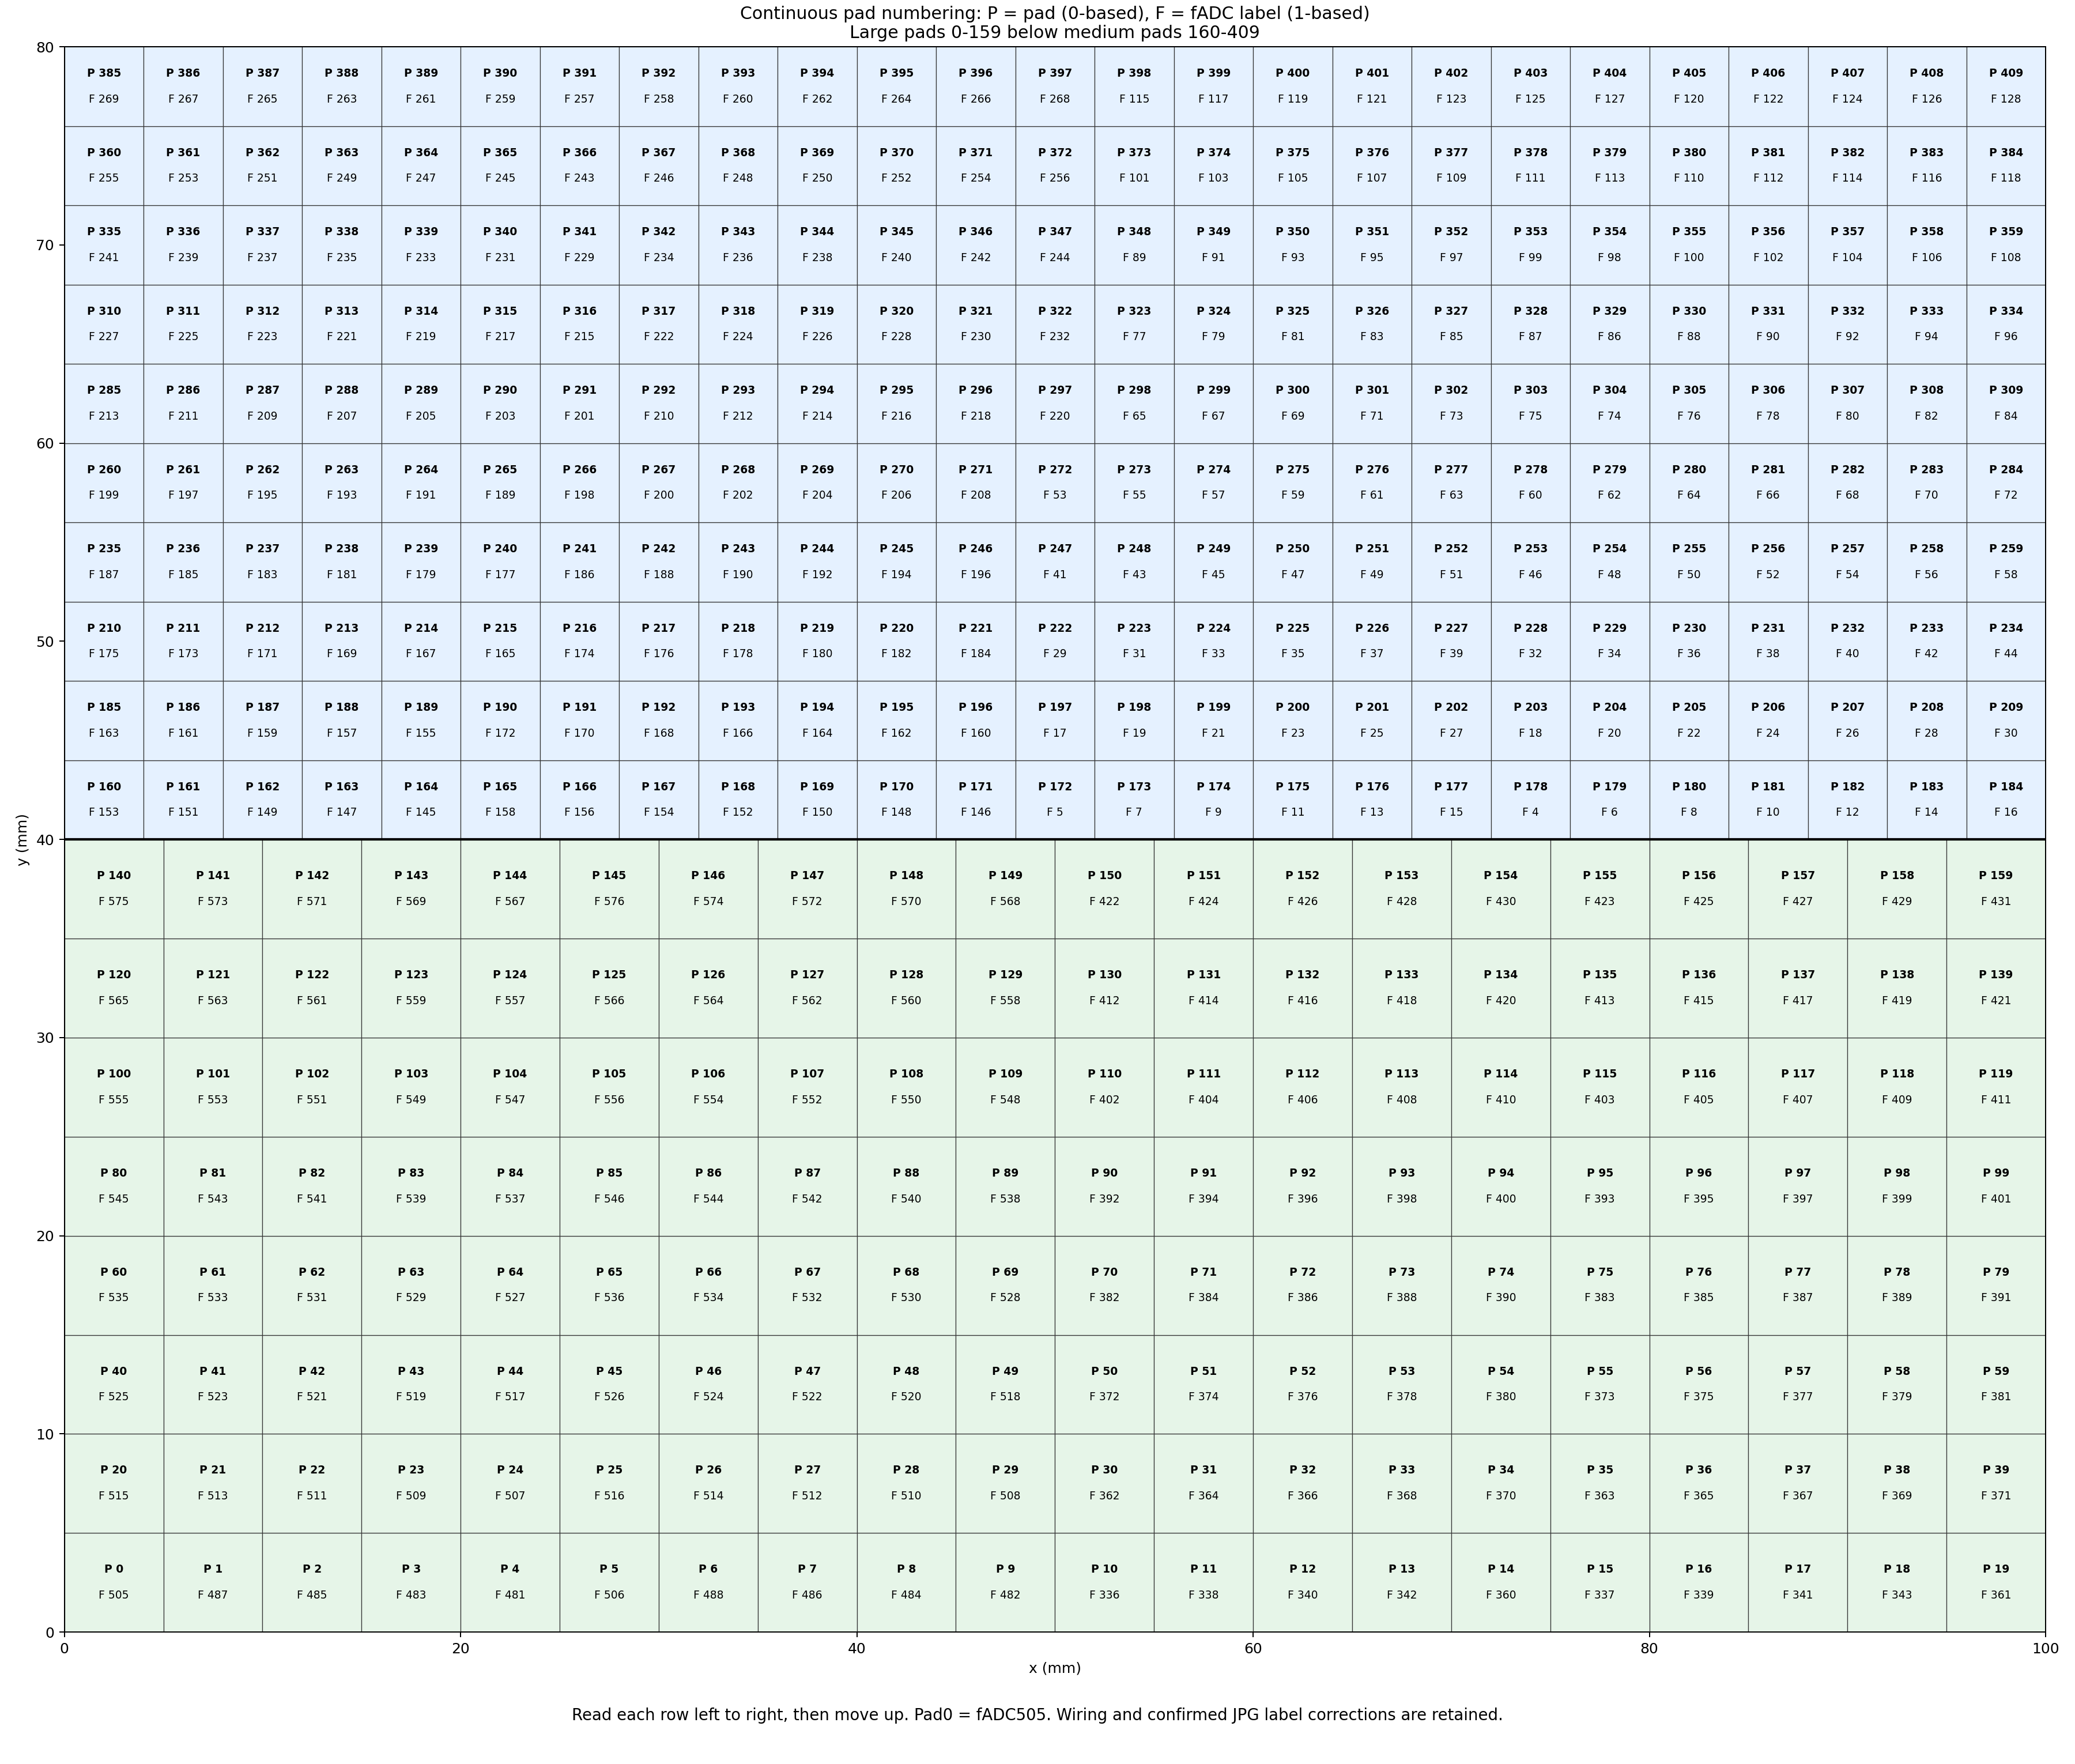 Continuous pad numbering: P = pad (0-based), F = fADC label (1-based)
Large pads 0-159 below medium pads 160-409
80
P 385 P 386 P 387 P 388 P 389 P 390 P 391 P 392 P 393 P 394 P 395 P 396 P 397 P 398 P 399 P 400 P 401 P 402 P 403 P 404 P 405 P 406 P 407 P 408 P 409
F 269 F 267 F 265 F 263 F 261 F 259 F 257 F 258 F 260 F 262 F 264 F 266 F 268 F 115 F 117 F 119 F 121 F 123 F 125 F 127 F 120 F 122 F 124 F 126 F 128
P 360 P 361 P 362 P 363 P 364 P 365 P 366 P 367 P 368 P 369 P 370 P 371 P 372 P 373 P 374 P 375 P 376 P 377 P 378 P 379 P 380 P 381 P 382 P 383 P 384
F 255 F 253 F 251 F 249 F 247 F 245 F 243 F 246 F 248 F 250 F 252 F 254 F 256 F 101 F 103 F 105 F 107 F 109 F 111 F 113 F 110 F 112 F 114 F 116 F 118
P 335 P 336 P 337 P 338 P 339 P 340 P 341 P 342 P 343 P 344 P 345 P 346 P 347 P 348 P 349 P 350 P 351 P 352 P 353 P 354 P 355 P 356 P 357 P 358 P 359
70
F 241 F 239 F 237 F 235 F 233 F 231 F 229 F 234 F 236 F 238 F 240 F 242 F 244 F 89 F 91 F 93 F 95 F 97 F 99 F 98 F 100 F 102 F 104 F 106 F 108
P 310 P 311 P 312 P 313 P 314 P 315 P 316 P 317 P 318 P 319 P 320 P 321 P 322 P 323 P 324 P 325 P 326 P 327 P 328 P 329 P 330 P 331 P 332 P 333 P 334
F 227 F 225 F 223 F 221 F 219 F 217 F 215 F 222 F 224 F 226 F 228 F 230 F 232 F 77 F 79 F 81 F 83 F 85 F 87 F 86 F 88 F 90 F 92 F 94 F 96
P 285 P 286 P 287 P 288 P 289 P 290 P 291 P 292 P 293 P 294 P 295 P 296 P 297 P 298 P 299 P 300 P 301 P 302 P 303 P 304 P 305 P 306 P 307 P 308 P 309
F 213 F 211 F 209 F 207 F 205 F 203 F 201 F 210 F 212 F 214 F 216 F 218 F 220 F 65 F 67 F 69 F 71 F 73 F 75 F 74 F 76 F 78 F 80 F 82 F 84
60
P 260 P 261 P 262 P 263 P 264 P 265 P 266 P 267 P 268 P 269 P 270 P 271 P 272 P 273 P 274 P 275 P 276 P 277 P 278 P 279 P 280 P 281 P 282 P 283 P 284
F 199 F 197 F 195 F 193 F 191 F 189 F 198 F 200 F 202 F 204 F 206 F 208 F 53 F 55 F 57 F 59 F 61 F 63 F 60 F 62 F 64 F 66 F 68 F 70 F 72
P 235 P 236 P 237 P 238 P 239 P 240 P 241 P 242 P 243 P 244 P 245 P 246 P 247 P 248 P 249 P 250 P 251 P 252 P 253 P 254 P 255 P 256 P 257 P 258 P 259
F 187 F 185 F 183 F 181 F 179 F 177 F 186 F 188 F 190 F 192 F 194 F 196 F 41 F 43 F 45 F 47 F 49 F 51 F 46 F 48 F 50 F 52 F 54 F 56 F 58
P 210 P 211 P 212 P 213 P 214 P 215 P 216 P 217 P 218 P 219 P 220 P 221 P 222 P 223 P 224 P 225 P 226 P 227 P 228 P 229 P 230 P 231 P 232 P 233 P 234
50
F 175 F 173 F 171 F 169 F 167 F 165 F 174 F 176 F 178 F 180 F 182 F 184 F 29 F 31 F 33 F 35 F 37 F 39 F 32 F 34 F 36 F 38 F 40 F 42 F 44
P 185 P 186 P 187 P 188 P 189 P 190 P 191 P 192 P 193 P 194 P 195 P 196 P 197 P 198 P 199 P 200 P 201 P 202 P 203 P 204 P 205 P 206 P 207 P 208 P 209
F 163 F 161 F 159 F 157 F 155 F 172 F 170 F 168 F 166 F 164 F 162 F 160 F 17 F 19 F 21 F 23 F 25 F 27 F 18 F 20 F 22 F 24 F 26 F 28 F 30
P 160 P 161 P 162 P 163 P 164 P 165 P 166 P 167 P 168 P 169 P 170 P 171 P 172 P 173 P 174 P 175 P 176 P 177 P 178 P 179 P 180 P 181 P 182 P 183 P 184
F 153 F 151 F 149 F 147 F 145 F 158 F 156 F 154 F 152 F 150 F 148 F 146 F 5 F 7 F 9 F 11 F 13 F 15 F 4 F 6 F 8 F 10 F 12 F 14 F 16
40
y (mm)
P 140 P 141 P 142 P 143 P 144 P 145 P 146 P 147 P 148 P 149 P 150 P 151 P 152 P 153 P 154 P 155 P 156 P 157 P 158 P 159
F 575 F 573 F 571 F 569 F 567 F 576 F 574 F 572 F 570 F 568 F 422 F 424 F 426 F 428 F 430 F 423 F 425 F 427 F 429 F 431
P 120 P 121 P 122 P 123 P 124 P 125 P 126 P 127 P 128 P 129 P 130 P 131 P 132 P 133 P 134 P 135 P 136 P 137 P 138 P 139
F 565 F 563 F 561 F 559 F 557 F 566 F 564 F 562 F 560 F 558 F 412 F 414 F 416 F 418 F 420 F 413 F 415 F 417 F 419 F 421
30
P 100 P 101 P 102 P 103 P 104 P 105 P 106 P 107 P 108 P 109 P 110 P 111 P 112 P 113 P 114 P 115 P 116 P 117 P 118 P 119
F 555 F 553 F 551 F 549 F 547 F 556 F 554 F 552 F 550 F 548 F 402 F 404 F 406 F 408 F 410 F 403 F 405 F 407 F 409 F 411
P 80 P 81 P 82 P 83 P 84 P 85 P 86 P 87 P 88 P 89 P 90 P 91 P 92 P 93 P 94 P 95 P 96 P 97 P 98 P 99
F 545 F 543 F 541 F 539 F 537 F 546 F 544 F 542 F 540 F 538 F 392 F 394 F 396 F 398 F 400 F 393 F 395 F 397 F 399 F 401
20
P 60 P 61 P 62 P 63 P 64 P 65 P 66 P 67 P 68 P 69 P 70 P 71 P 72 P 73 P 74 P 75 P 76 P 77 P 78 P 79
F 535 F 533 F 531 F 529 F 527 F 536 F 534 F 532 F 530 F 528 F 382 F 384 F 386 F 388 F 390 F 383 F 385 F 387 F 389 F 391
P 40 P 41 P 42 P 43 P 44 P 45 P 46 P 47 P 48 P 49 P 50 P 51 P 52 P 53 P 54 P 55 P 56 P 57 P 58 P 59
F 525 F 523 F 521 F 519 F 517 F 526 F 524 F 522 F 520 F 518 F 372 F 374 F 376 F 378 F 380 F 373 F 375 F 377 F 379 F 381
10
P 20 P 21 P 22 P 23 P 24 P 25 P 26 P 27 P 28 P 29 P 30 P 31 P 32 P 33 P 34 P 35 P 36 P 37 P 38 P 39
F 515 F 513 F 511 F 509 F 507 F 516 F 514 F 512 F 510 F 508 F 362 F 364 F 366 F 368 F 370 F 363 F 365 F 367 F 369 F 371
P 0 P 1 P 2 P 3 P 4 P 5 P 6 P 7 P 8 P 9 P 10 P 11 P 12 P 13 P 14 P 15 P 16 P 17 P 18 P 19
F 505 F 487 F 485 F 483 F 481 F 506 F 488 F 486 F 484 F 482 F 336 F 338 F 340 F 342 F 360 F 337 F 339 F 341 F 343 F 361
0
0 20 40 60 80 100
x (mm)
Read each row left to right, then move up. Pad0 = fADC505. Wiring and confirmed JPG label corrections are retained.